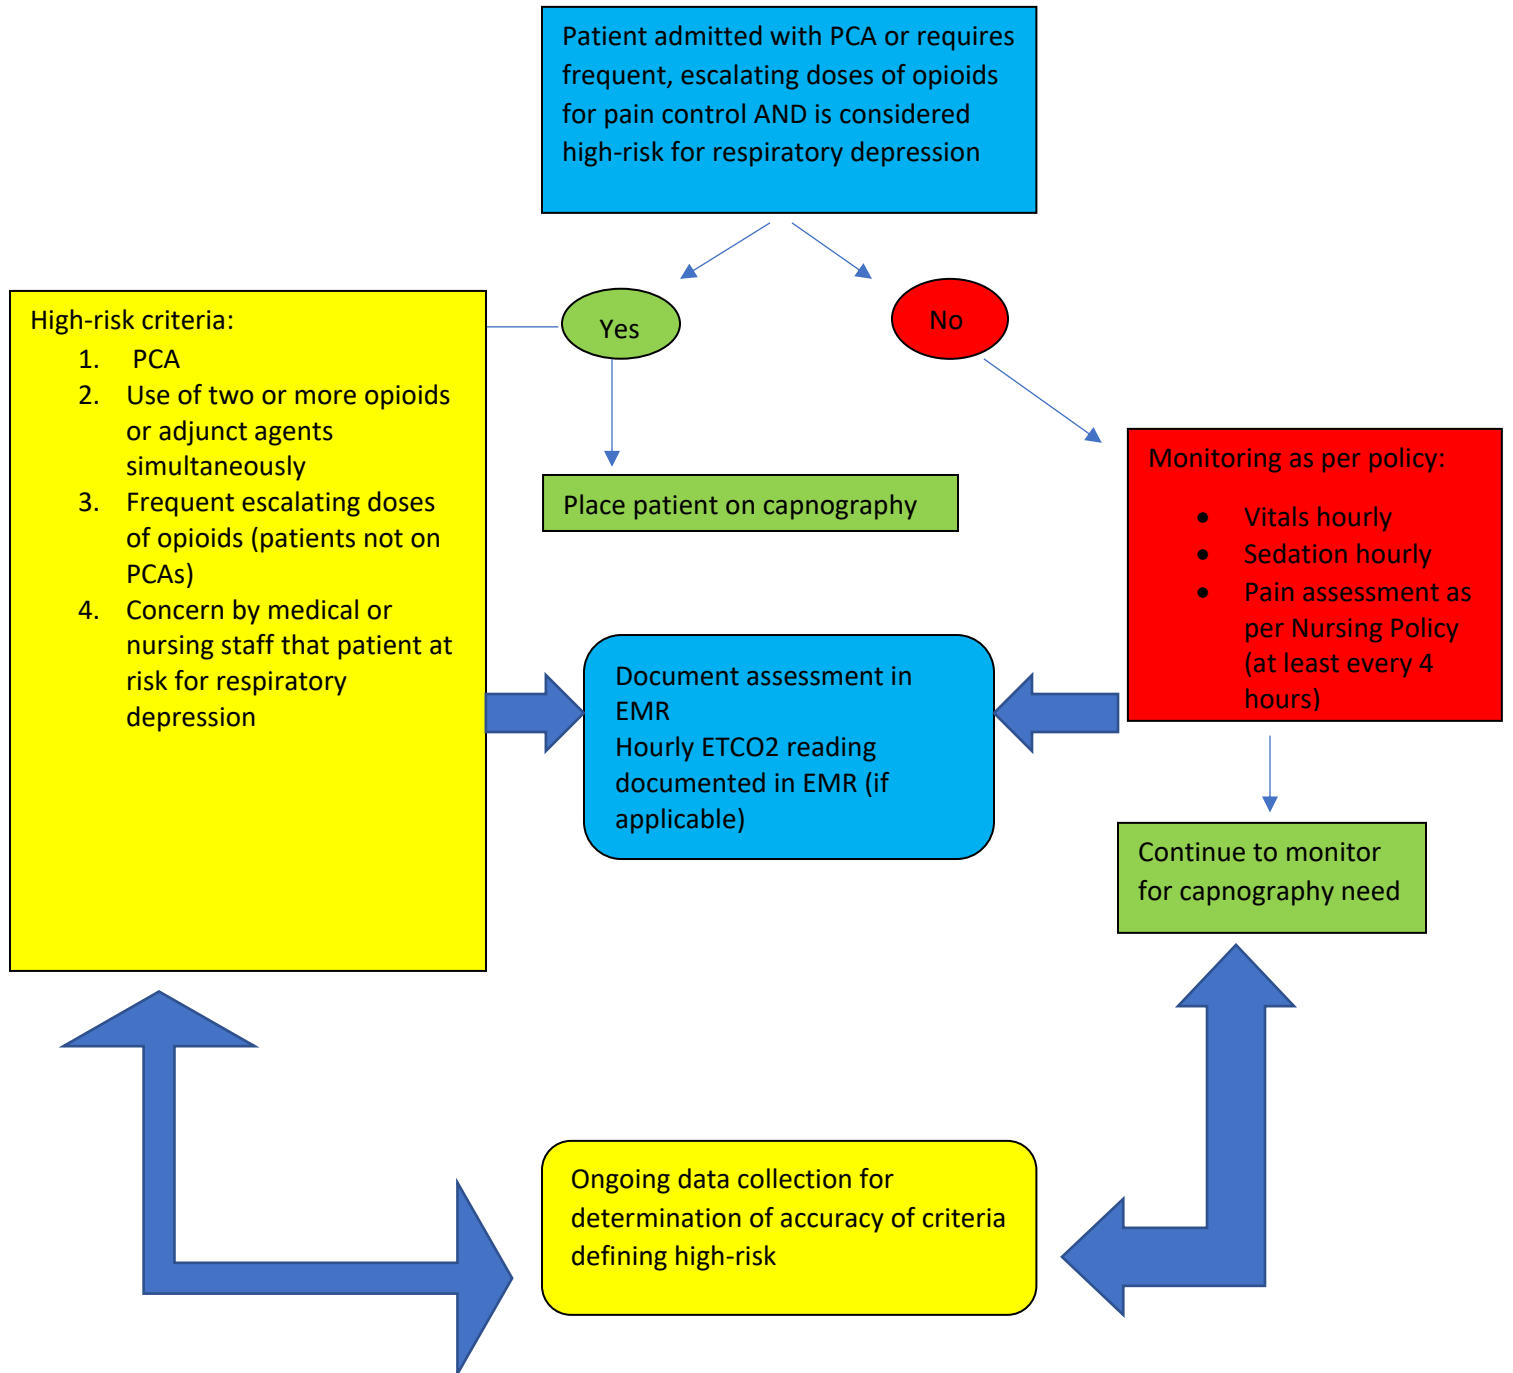 Patient admitted with PCA or requires
frequent, escalating doses of opioids
for pain control AND is considered
high-risk for respiratory depression
Yes
No
High-risk criteria:
1. PCA
2. Use of two or more opioids
or adjunct agents
simultaneously
3. Frequent escalating doses
of opioids (patients not on
PCAs)
4. Concern by medical or
nursing staff that patient at
risk for respiratory
depression
Place patient on capnography
Monitoring as per policy:
• Vitals hourly
• Sedation hourly
• Pain assessment as
per Nursing Policy
(at least every 4
hours)
Document assessment in
EMR
Hourly ETCO2 reading
documented in EMR (if
applicable)
Continue to monitor
for capnography need
Ongoing data collection for
determination of accuracy of criteria
defining high-risk